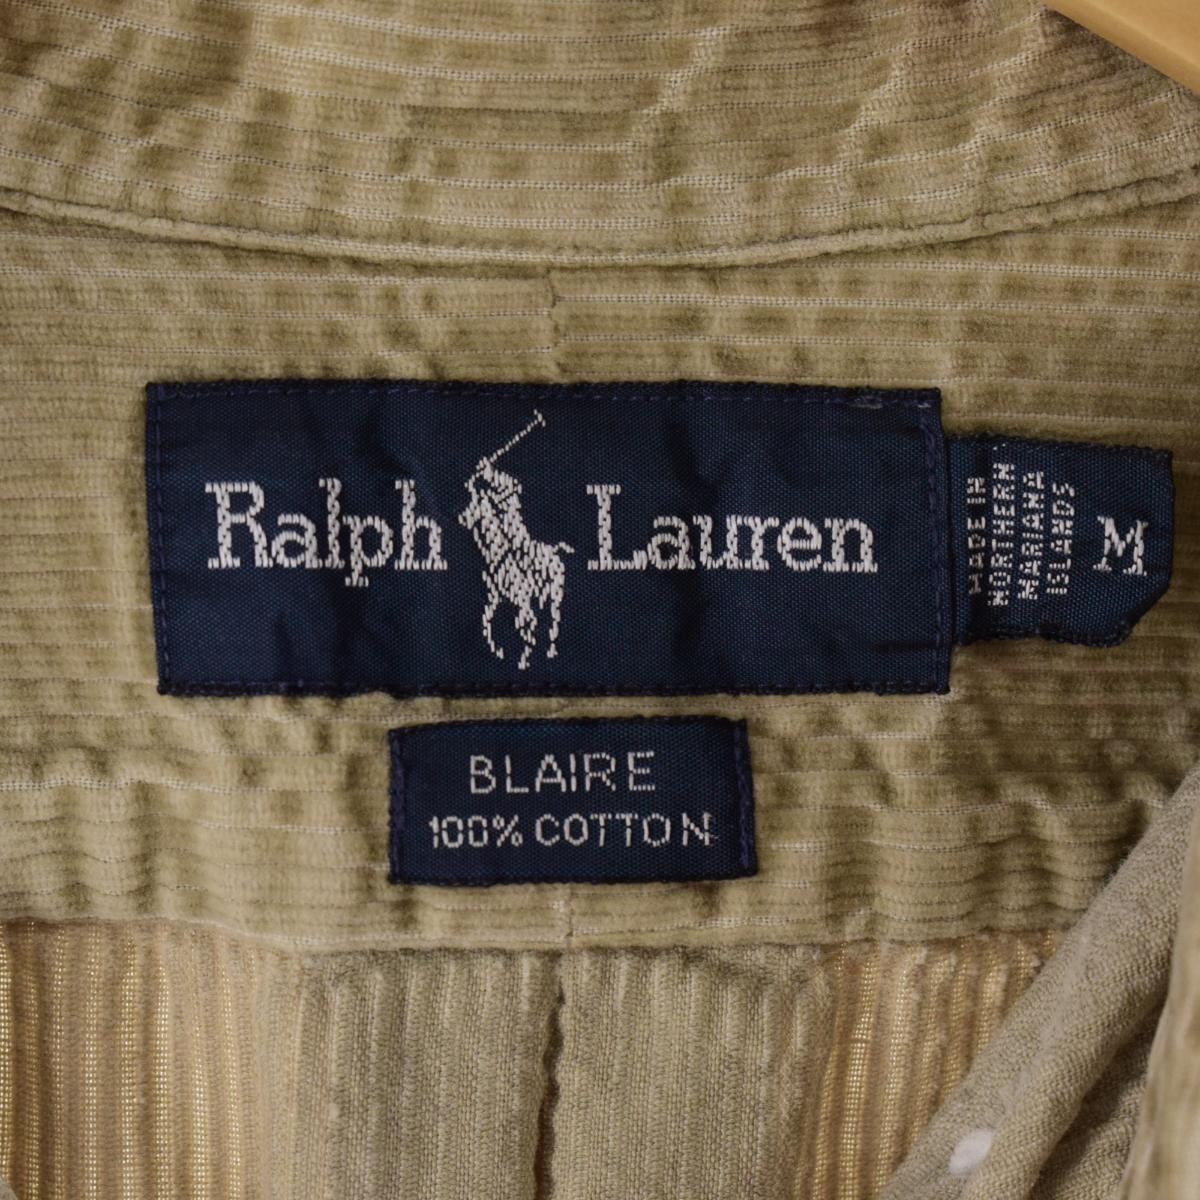 Ralph Lauren
MADE IN
NORTHERN
MARIANA
ISLANDS
M
BLAIRE
100% COTTON